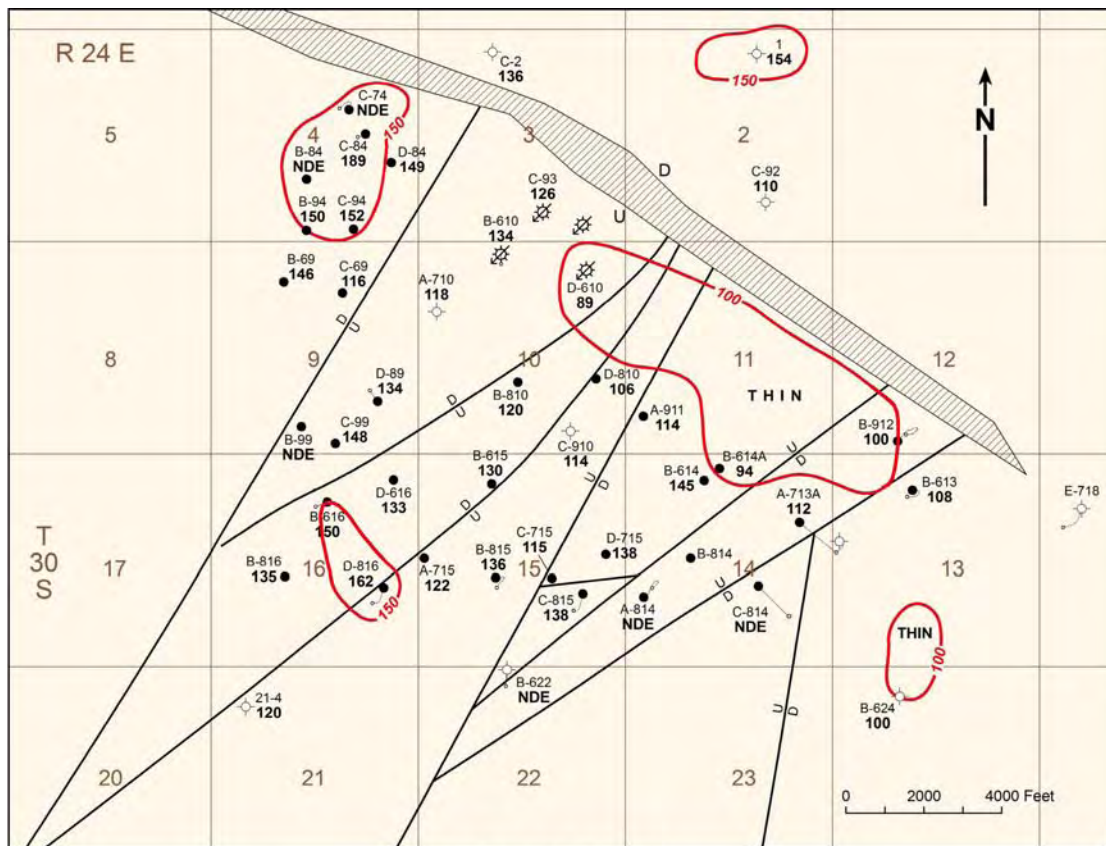 R 24 E
C-2
136
1
154
150
N
5
4
3
2
C-74
NDE
150
C-84
189
D-84
149
B-84
NDE
B-94
150
C-94
152
C-93
126
B-610
134
D
U
C-92
110
B-69
146
C-69
116
A-710
118
D-610
89
100
D
U
8
9
10
11
12
D-89
134
D
U
B-810
120
D-810
106
THIN
A-911
114
B-99
NDE
C-99
148
C-910
114
U
D
B-614A
94
B-912
100
U
D
D-616
133
B-615
130
D
U
B-614
145
A-713A
112
B-613
108
E-718
T
30
S
B-616
150
C-715
115
D-715
138
B-814
17
16
15
14
13
B-816
135
D-816
162
150
A-715
122
B-815
136
C-815
138
A-814
NDE
C-814
NDE
U
D
THIN
100
B-622
NDE
21-4
120
U
D
B-624
100
20
21
22
23
0 2000 4000 Feet